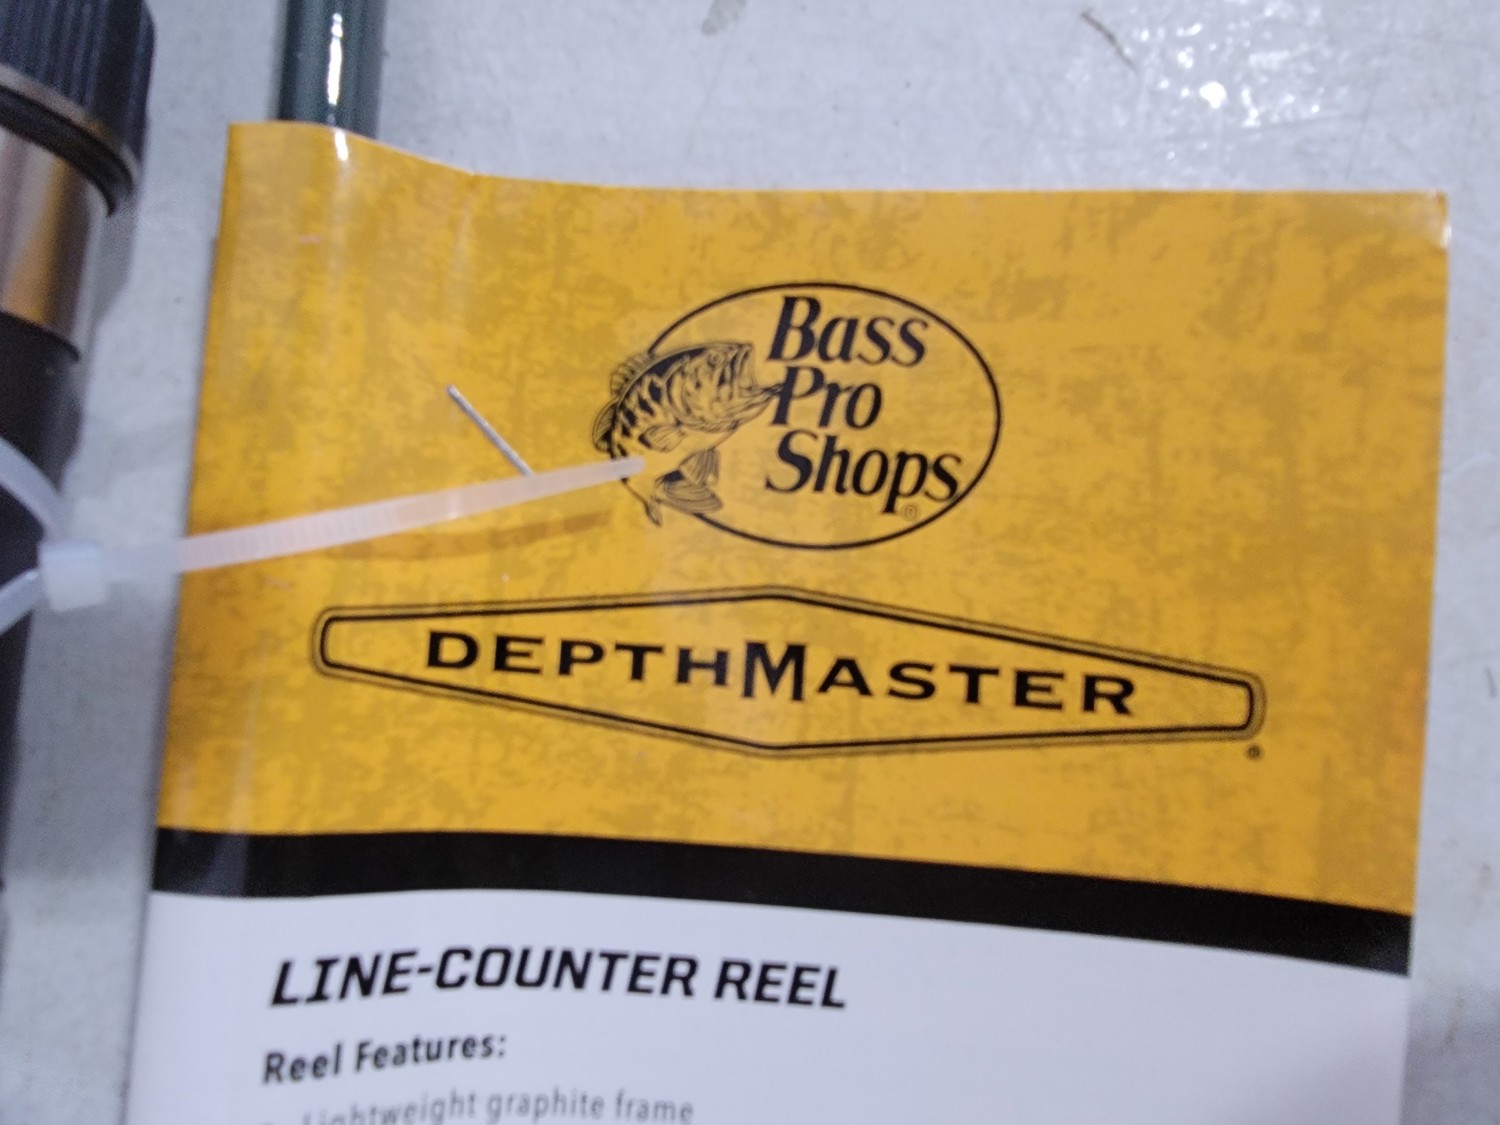 Bass
Pro
Shops®
DEPTHMASTER®
LINE-COUNTER REEL
Reel Features:
Lightweight graphite frame